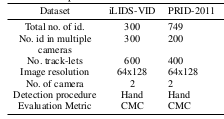 Dataset iLIDS-VID PRID-2011
Total no. of id. 300 749
No. id in multiple 300 200
cameras
No. track-lets 600 400
Image resolution 64x128 64x128
No. of camera 2 2
Detection procedure Hand Hand
Evaluation Metric CMC CMC